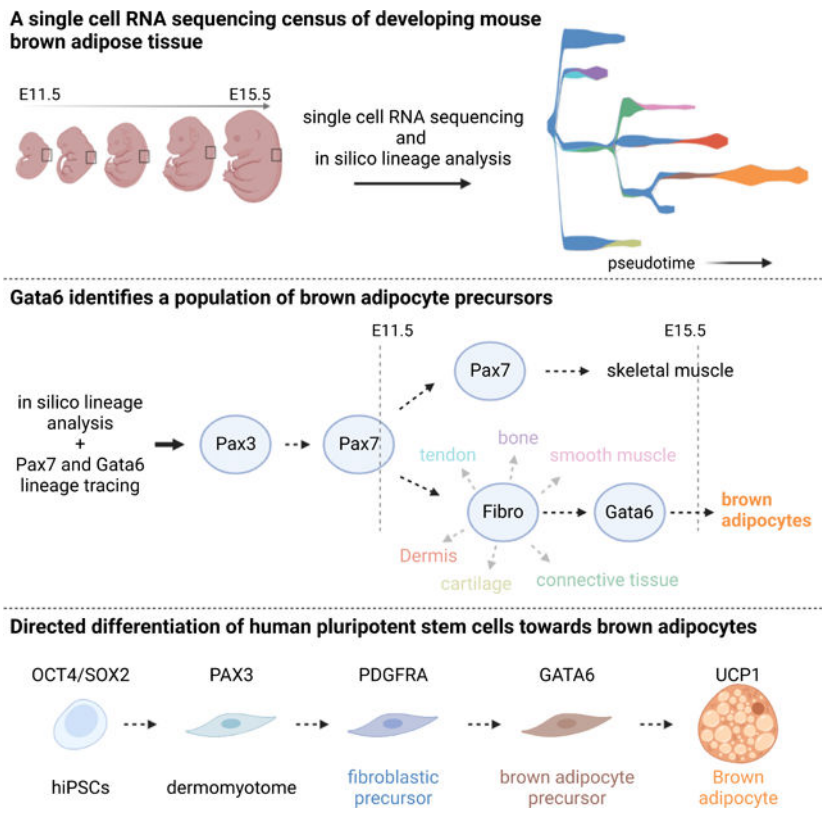 A single cell RNA sequencing census of developing mouse
brown adipose tissue
E11.5
E15.5
single cell RNA sequencing
and
in silico lineage analysis
pseudotime
Gata6 identifies a population of brown adipocyte precursors
E11.5
E15.5
in silico lineage
analysis
+
Pax7 and Gata6
lineage tracing
Pax3
Pax7
Pax7
skeletal muscle
tendon
bone
smooth muscle
Fibro
Gata6
brown
adipocytes
Dermis
cartilage
connective tissue
Directed differentiation of human pluripotent stem cells towards brown adipocytes
OCT4/SOX2
PAX3
PDGFRA
GATA6
UCP1
hiPSCs
dermomyotome
fibroblastic
precursor
brown adipocyte
precursor
Brown
adipocyte